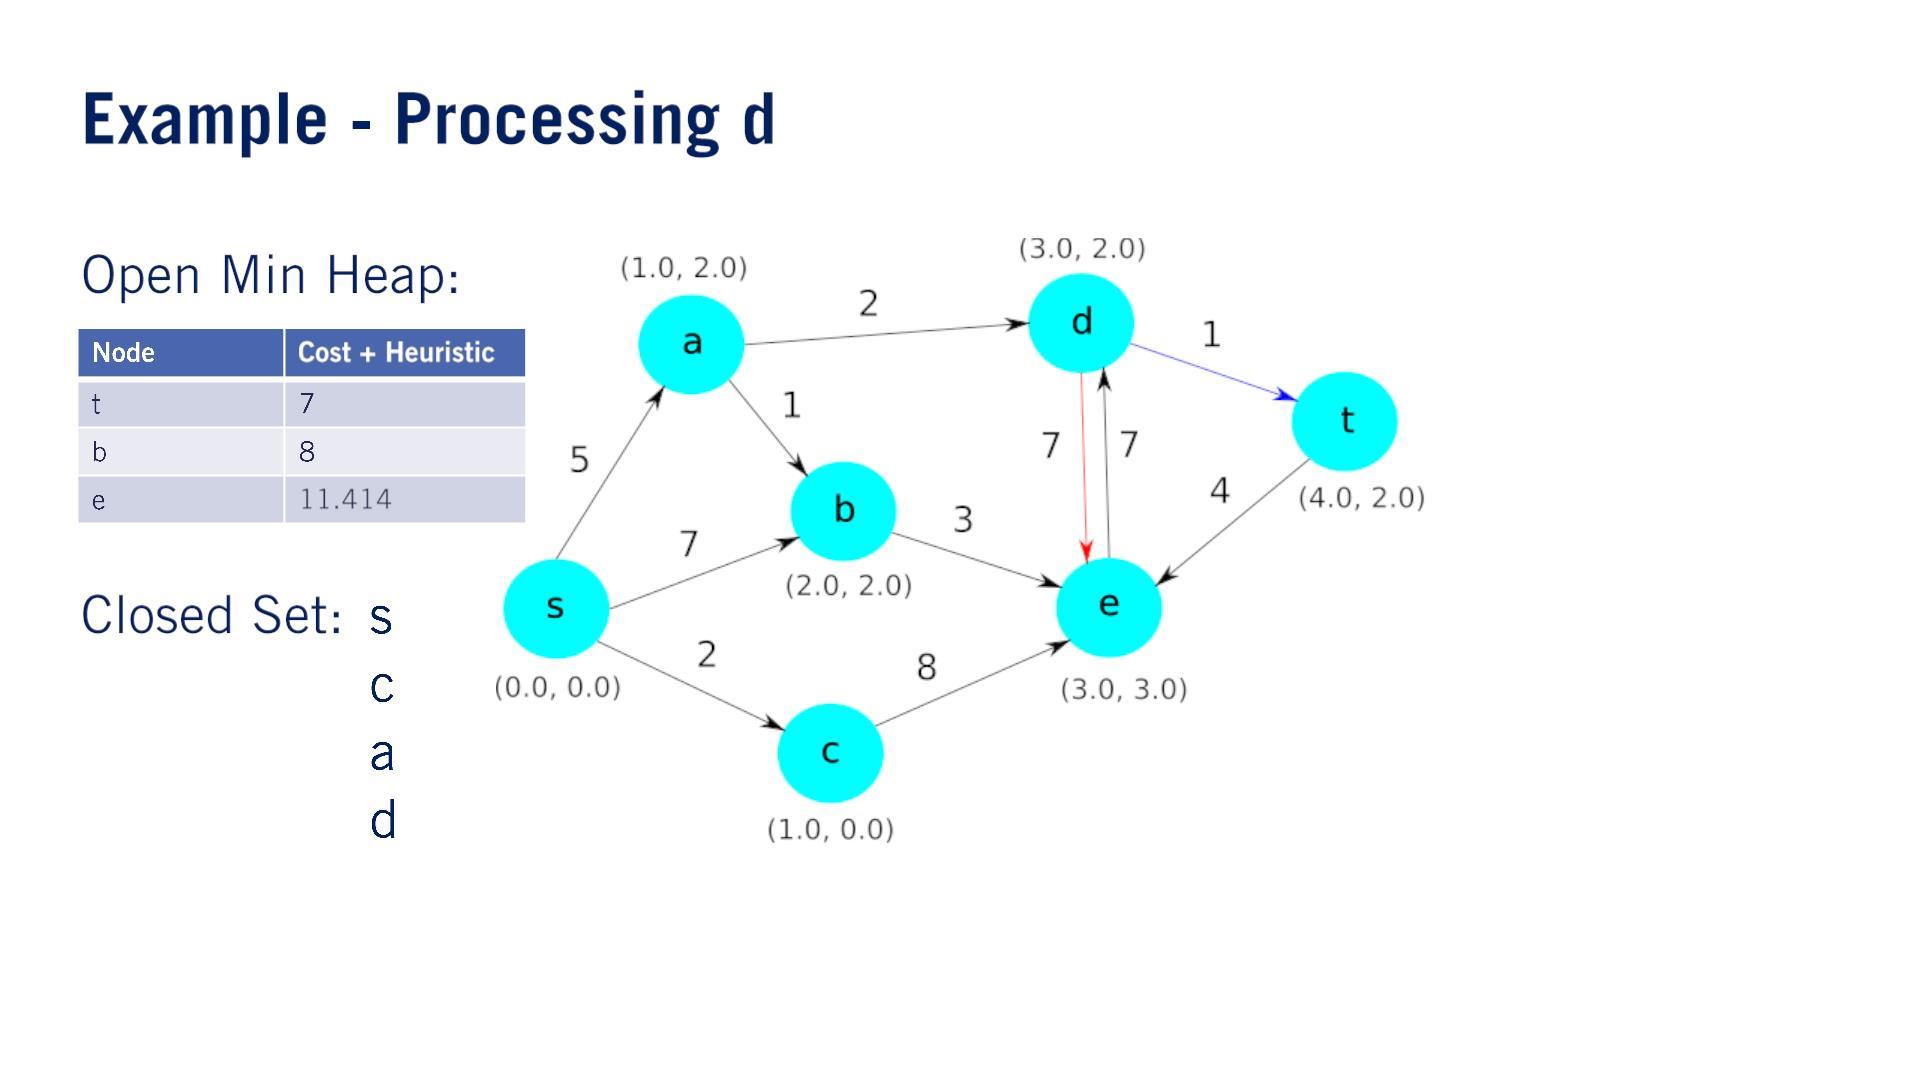 Example - Processing d
Open Min Heap:
Node Cost + Heuristic
t 7
b 8
e 11.414
Closed Set: s
c
a
d
(1.0, 2.0)
(3.0, 2.0)
a
2
d
1
t
(4.0, 2.0)
5
1
7
7
4
b
(2.0, 2.0)
7
3
s
(0.0, 0.0)
e
(3.0, 3.0)
2
8
c
(1.0, 0.0)